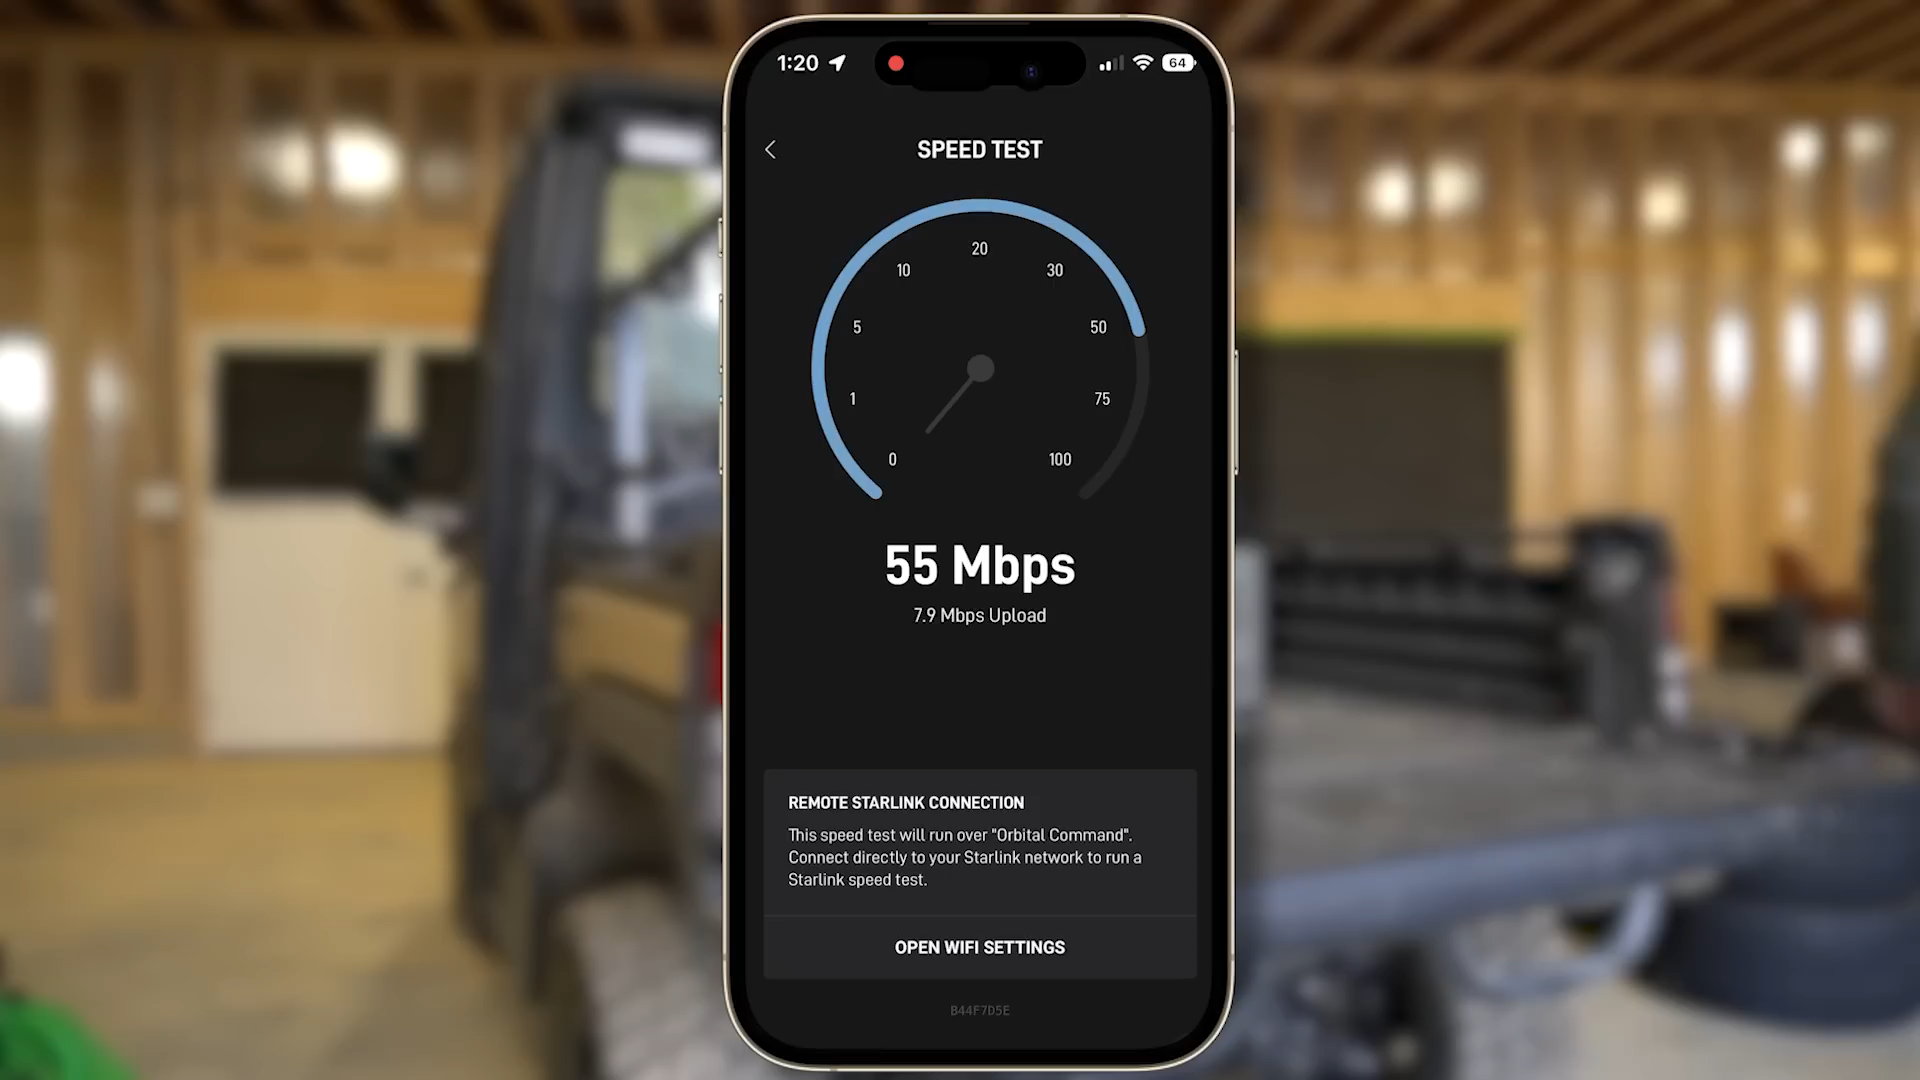 1:20
64
SPEED TEST
20
10
30
5
50
1
75
0
100
55 Mbps
7.9 Mbps Upload
REMOTE STARLINK CONNECTION
This speed test will run over "Orbital Command".
Connect directly to your Starlink network to run a
Starlink speed test.
OPEN WIFI SETTINGS
B44F7D5E